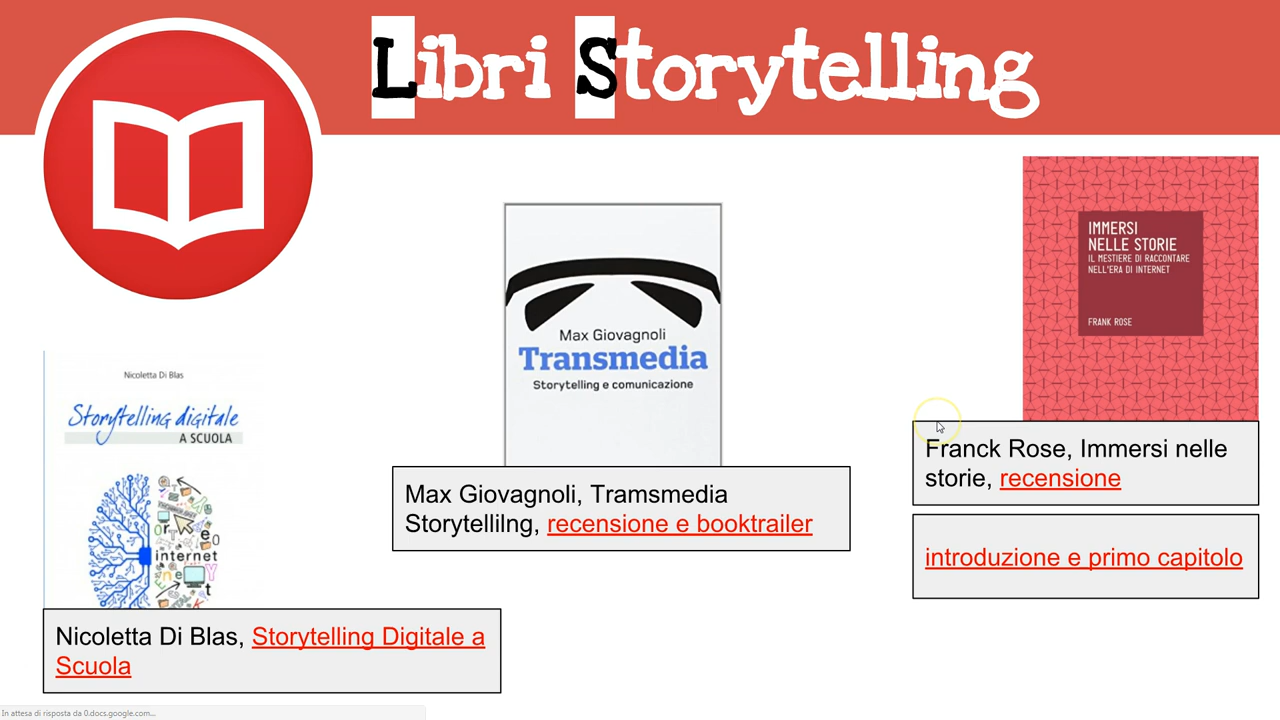 Libri Storytelling
IMMERSI
NELLE STORIE
IL MESTIERE DI RACCONTARE
NELL'ERA DI INTERNET
FRANK ROSE
Max Giovagnoli
Transmedia
Storytelling e comunicazione
Nicoletta Di Blas
Storytelling digitale
A SCUOLA
internet
Franck Rose, Immersi nelle
storie, recensione
Max Giovagnoli, Tramsmedia
Storytellilng, recensione e booktrailer
introduzione e primo capitolo
Nicoletta Di Blas, Storytelling Digitale a
Scuola
In attesa di risposta da 0.docs.google.com...